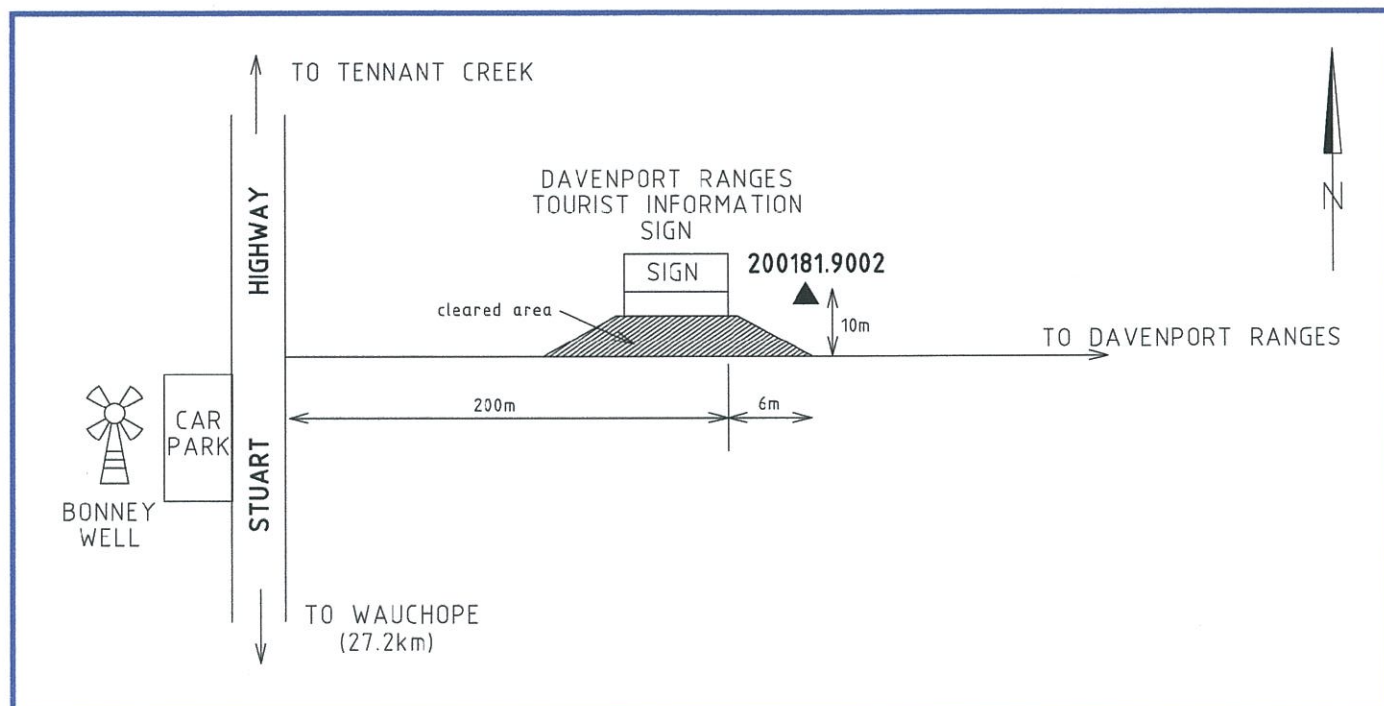 TO TENNANT CREEK
HIGHWAY
STUART
DAVENPORT RANGES
TOURIST INFORMATION
SIGN
SIGN
200181.9002
cleared area
10m
N
TO DAVENPORT RANGES
200m
6m
CAR
PARK
BONNEY
WELL
TO WAUCHOPE
(27.2km)